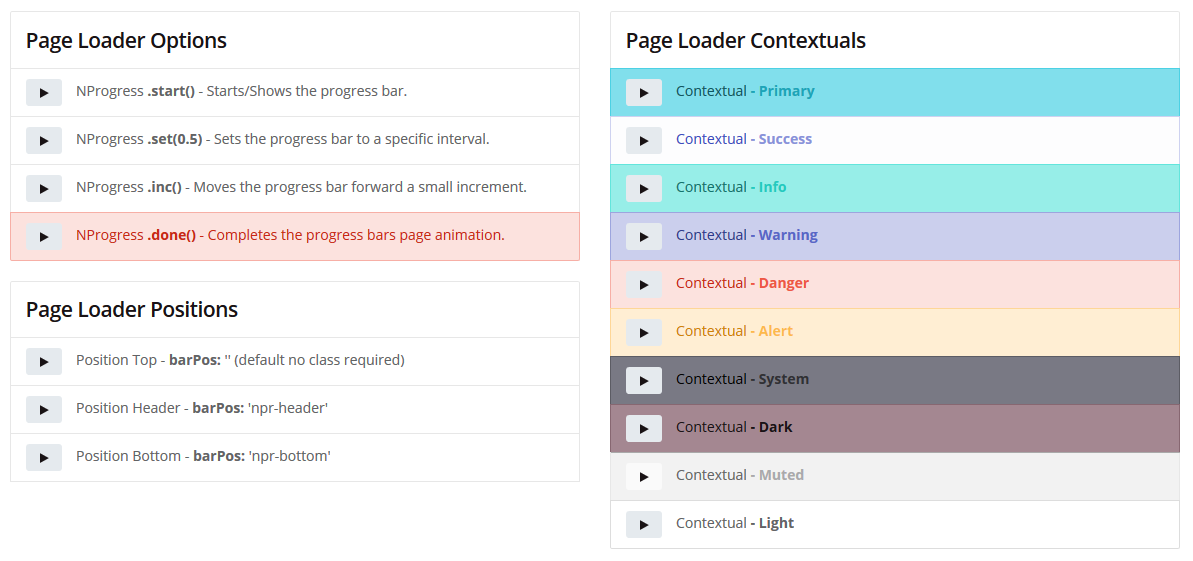 Page Loader Options
NProgress .start() - Starts/Shows the progress bar.
NProgress .set(0.5) - Sets the progress bar to a specific interval.
NProgress .inc() - Moves the progress bar forward a small increment.
NProgress .done() - Completes the progress bars page animation.
Page Loader Positions
Position Top - barPos: '' (default no class required)
Position Header - barPos: 'npr-header'
Position Bottom - barPos: 'npr-bottom'
Page Loader Contextuals
Contextual - Primary
Contextual - Success
Contextual - Info
Contextual - Warning
Contextual - Danger
Contextual - Alert
Contextual - System
Contextual - Dark
Contextual - Muted
Contextual - Light